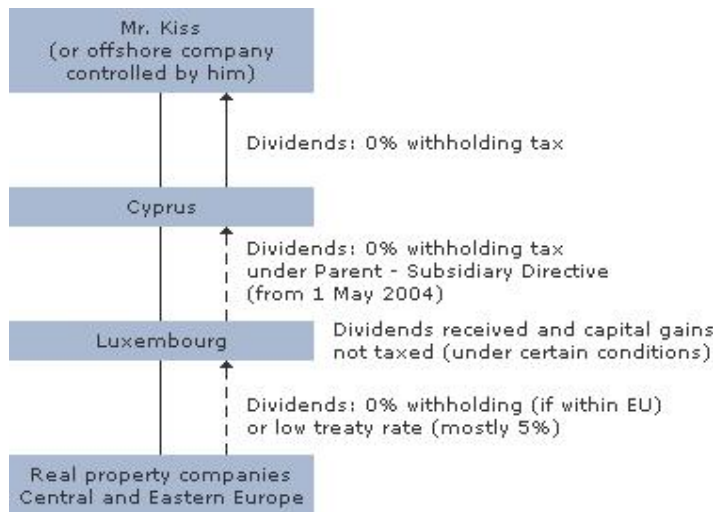 Mr. Kiss
(or offshore company
controlled by him)
Dividends: 0% withholding tax
Cyprus
Dividends: 0% withholding tax
under Parent - Subsidiary Directive
(from 1 May 2004)
Luxembourg
Dividends received and capital gains
not taxed (under certain conditions)
Dividends: 0% withholding (if within EU)
or low treaty rate (mostly 5%)
Real property companies
Central and Eastern Europe